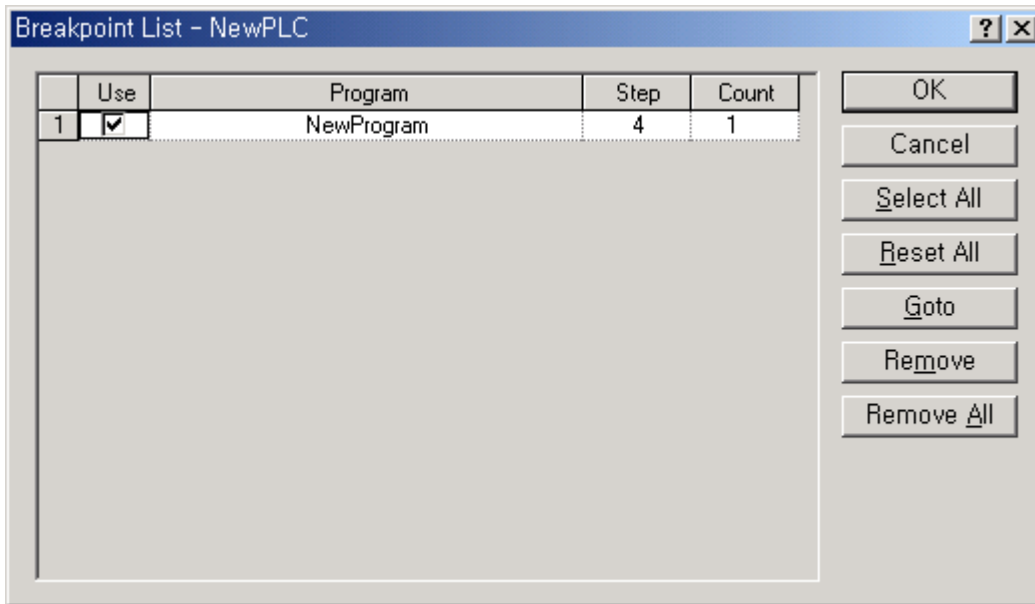 Breakpoint List - NewPLC
Use Program Step Count
1 NewProgram 4 1
OK
Cancel
Select All
Reset All
Goto
Remove
Remove All